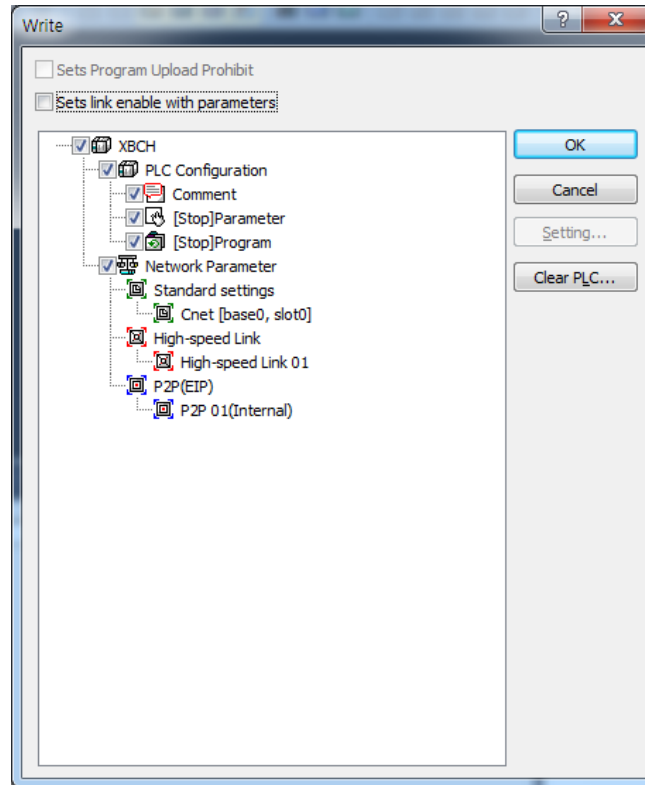 Write
?
Sets Program Upload Prohibit
Sets link enable with parameters
XBCH
OK
PLC Configuration
Comment
Cancel
[Stop]Parameter
[Stop]Program
Setting...
Network Parameter
Standard settings
Clear PLC...
Cnet [base0, slot0]
High-speed Link
High-speed Link 01
P2P(EIP)
P2P 01(Internal)